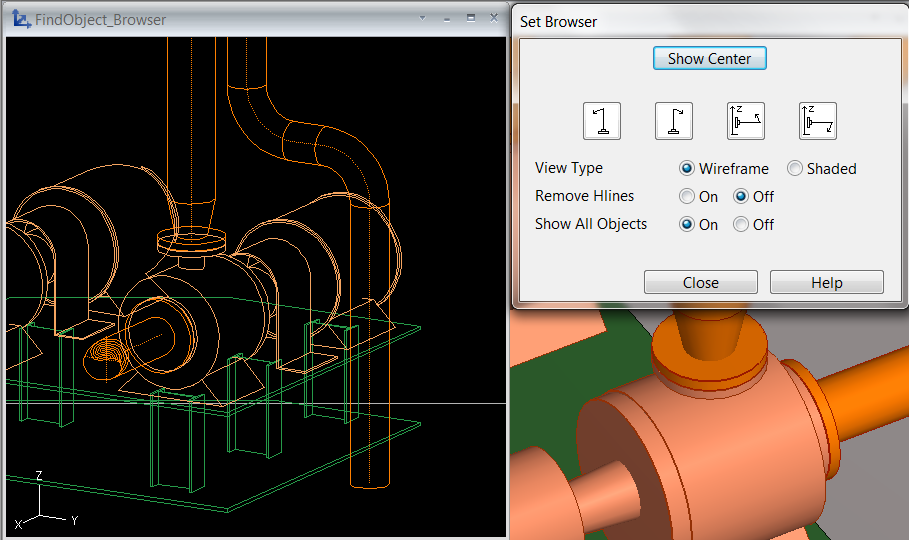 FindObject_Browser
Z
X
Y
Set Browser
Show Center
Z
Z
View Type Wireframe Shaded
Remove Hlines On Off
Show All Objects On Off
Close Help